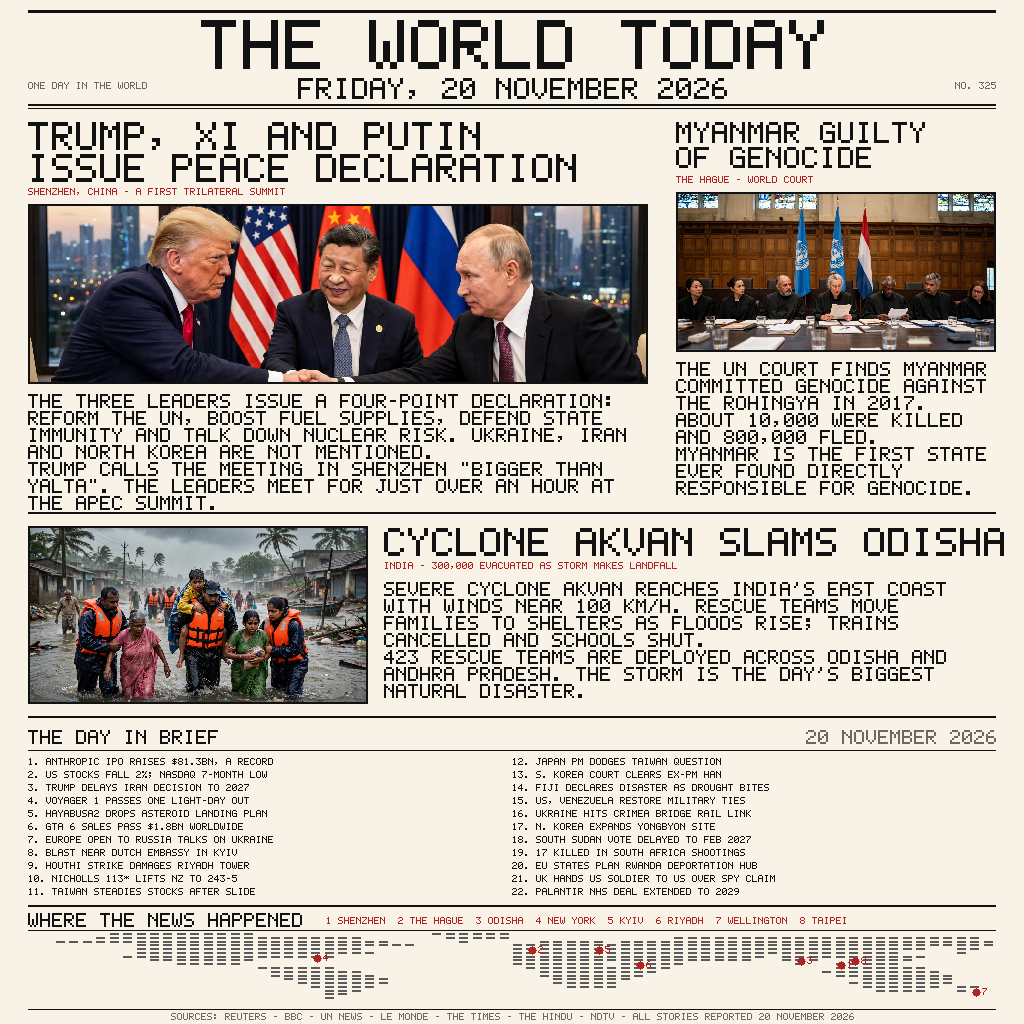 THE WORLD TODAY
ONE DAY IN THE WORLD
FRIDAY, 20 NOVEMBER 2026
NO. 325
TRUMP, XI AND PUTIN
ISSUE PEACE DECLARATION
SHENZHEN, CHINA - A FIRST TRILATERAL SUMMIT
THE THREE LEADERS ISSUE A FOUR-POINT DECLARATION:
REFORM THE UN, BOOST FUEL SUPPLIES, DEFEND STATE
IMMUNITY AND TALK DOWN NUCLEAR RISK. UKRAINE, IRAN
AND NORTH KOREA ARE NOT MENTIONED.
TRUMP CALLS THE MEETING IN SHENZHEN "BIGGER THAN
YALTA". THE LEADERS MEET FOR JUST OVER AN HOUR AT
THE APEC SUMMIT.
MYANMAR GUILTY
OF GENOCIDE
THE HAGUE - WORLD COURT
THE UN COURT FINDS MYANMAR
COMMITTED GENOCIDE AGAINST
THE ROHINGYA IN 2017.
ABOUT 10,000 WERE KILLED
AND 800,000 FLED.
MYANMAR IS THE FIRST STATE
EVER FOUND DIRECTLY
RESPONSIBLE FOR GENOCIDE.
CYCLONE AKVAN SLAMS ODISHA
INDIA - 300,000 EVACUATED AS STORM MAKES LANDFALL
SEVERE CYCLONE AKVAN REACHES INDIA'S EAST COAST
WITH WINDS NEAR 100 KM/H. RESCUE TEAMS MOVE
FAMILIES TO SHELTERS AS FLOODS RISE; TRAINS
CANCELLED AND SCHOOLS SHUT.
423 RESCUE TEAMS ARE DEPLOYED ACROSS ODISHA AND
ANDHRA PRADESH. THE STORM IS THE DAY'S BIGGEST
NATURAL DISASTER.
THE DAY IN BRIEF
20 NOVEMBER 2026
1. ANTHROPIC IPO RAISES $81.3BN, A RECORD
2. US STOCKS FALL 2%; NASDAQ 7-MONTH LOW
3. TRUMP DELAYS IRAN DECISION TO 2027
4. VOYAGER 1 PASSES ONE LIGHT-DAY OUT
5. HAYABUSA2 DROPS ASTEROID LANDING PLAN
6. GTA 6 SALES PASS $1.8BN WORLDWIDE
7. EUROPE OPEN TO RUSSIA TALKS ON UKRAINE
8. BLAST NEAR DUTCH EMBASSY IN KYIV
9. HOUTHI STRIKE DAMAGES RIYADH TOWER
10. NICHOLLS 113* LIFTS NZ TO 243-5
11. TAIWAN STEADIES STOCKS AFTER SLIDE
12. JAPAN PM DODGES TAIWAN QUESTION
13. S. KOREA COURT CLEARS EX-PM HAN
14. FIJI DECLARES DISASTER AS DROUGHT BITES
15. US, VENEZUELA RESTORE MILITARY TIES
16. UKRAINE HITS CRIMEA BRIDGE RAIL LINK
17. N. KOREA EXPANDS YONGBYON SITE
18. SOUTH SUDAN VOTE DELAYED TO FEB 2027
19. 17 KILLED IN SOUTH AFRICA SHOOTINGS
20. EU STATES PLAN RWANDA DEPORTATION HUB
21. UK HANDS US SOLDIER TO US OVER SPY CLAIM
22. PALANTIR NHS DEAL EXTENDED TO 2029
WHERE THE NEWS HAPPENED
1 SHENZHEN 2 THE HAGUE 3 ODISHA 4 NEW YORK 5 KYIV 6 RIYADH 7 WELLINGTON 8 TAIPEI
2 5
4 3 8
6
7
SOURCES: REUTERS - BBC - UN NEWS - LE MONDE - THE TIMES - THE HINDU - NDTV - ALL STORIES REPORTED 20 NOVEMBER 2026